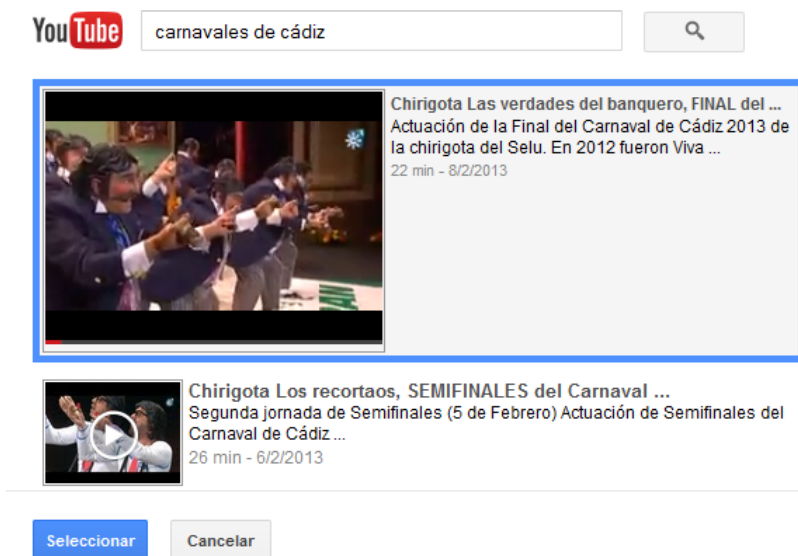 YouTube
carnavales de cádiz
Chirigota Las verdades del banquero, FINAL del ...
Actuación de la Final del Carnaval de Cádiz 2013 de
la chirigota del Selu. En 2012 fueron Viva ...
22 min - 8/2/2013
Chirigota Los recortaos, SEMIFINALES del Carnaval ...
Segunda jornada de Semifinales (5 de Febrero) Actuación de Semifinales del
Carnaval de Cádiz ...
26 min - 6/2/2013
Seleccionar
Cancelar